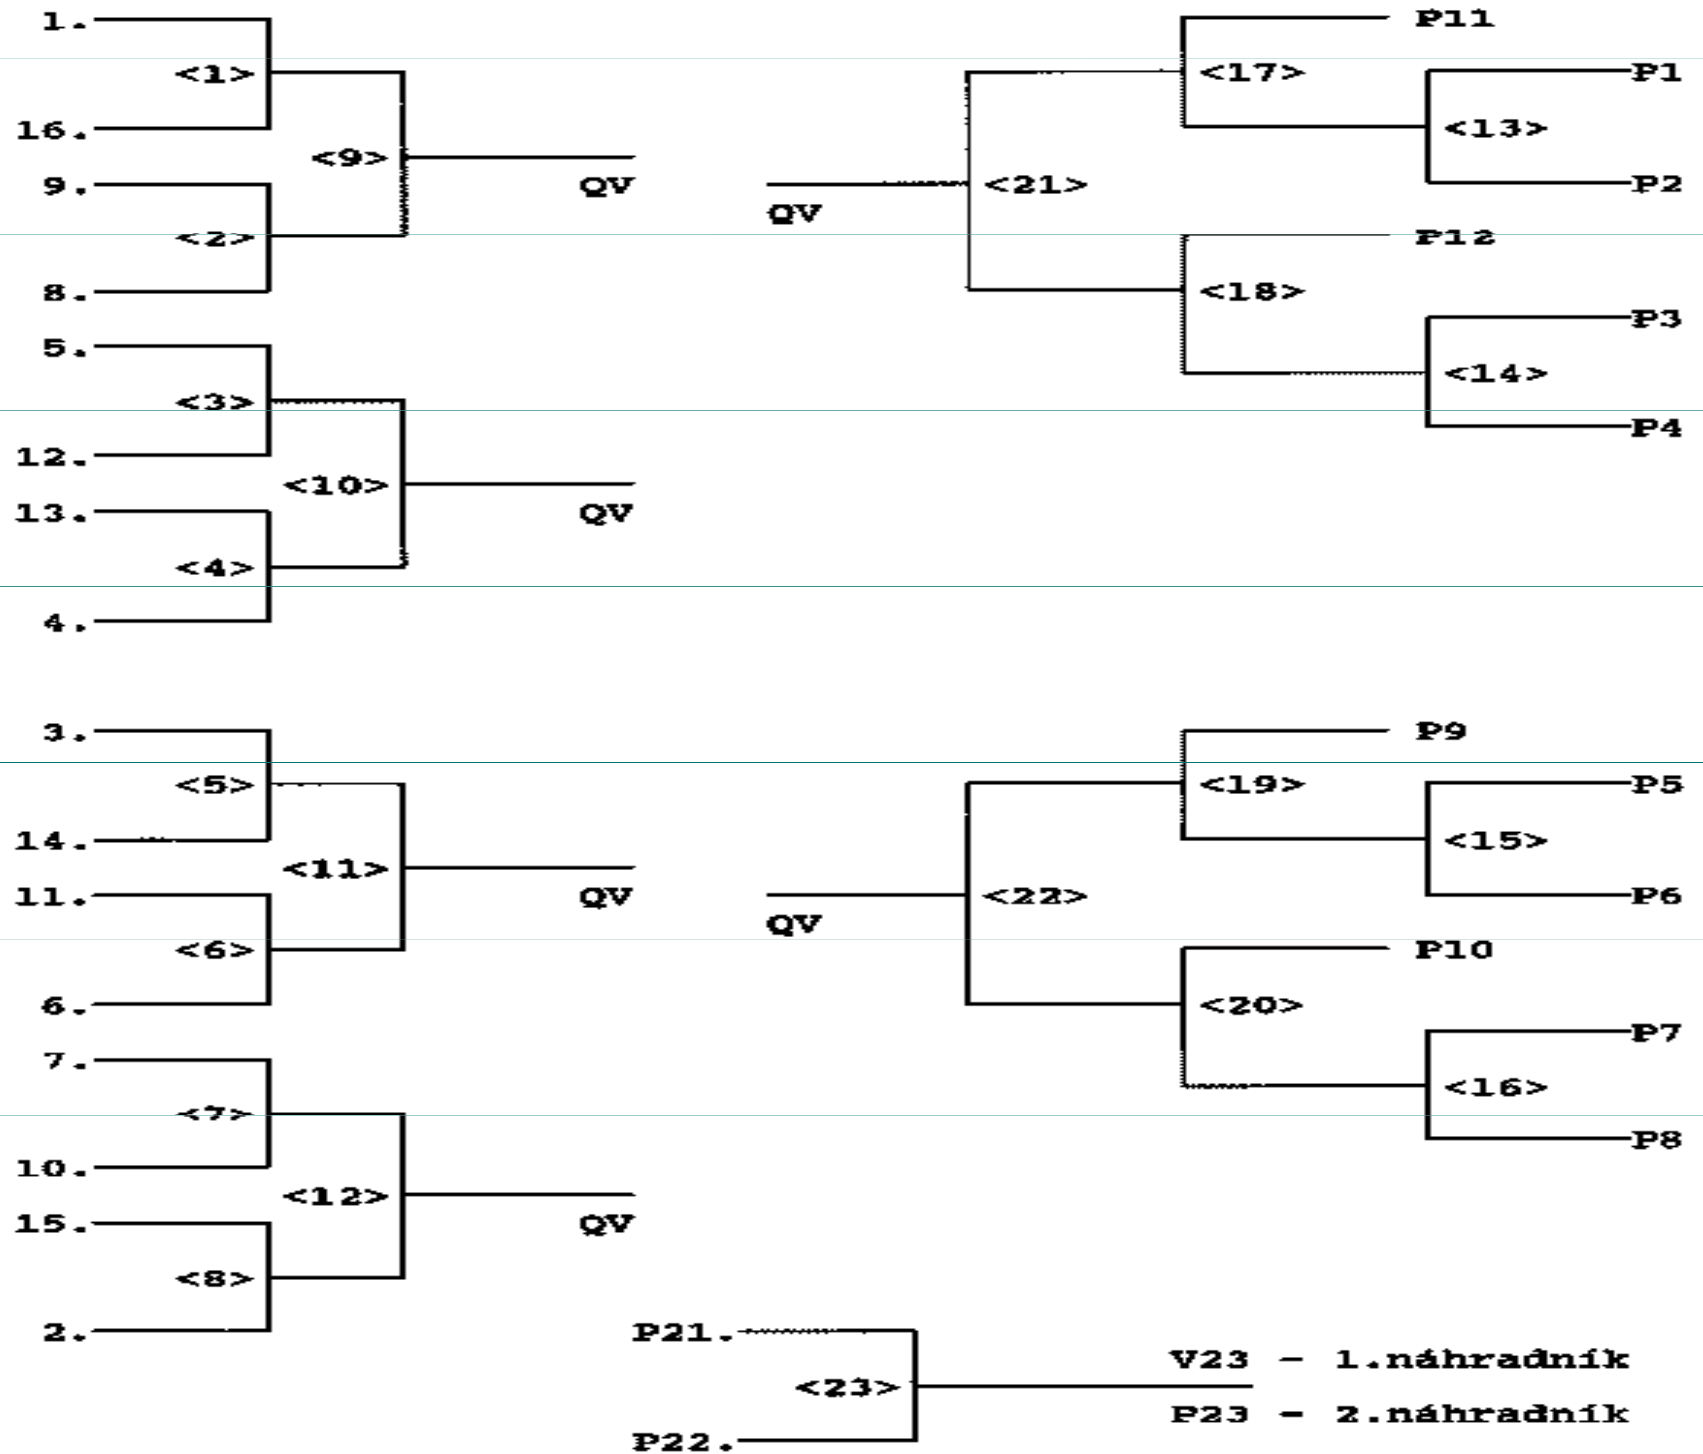 1. P11
<1> <17> P1
16. <13>
<9>
9. QV <21> P2
QV
<2> P12
8. <18>
P3
5.
<3> <14>
12. P4
<10>
13. QV
<4>
4.
3. P9
<5> <19> P5
14. <15>
<11>
11. QV <22> P6
QV
<6> P10
6. <20>
7. P7
<7> <16>
10. P8
<12>
15. QV
<8>
2. P21.
V23 - 1.náhradník
<23>
P23 - 2.náhradník
P22.